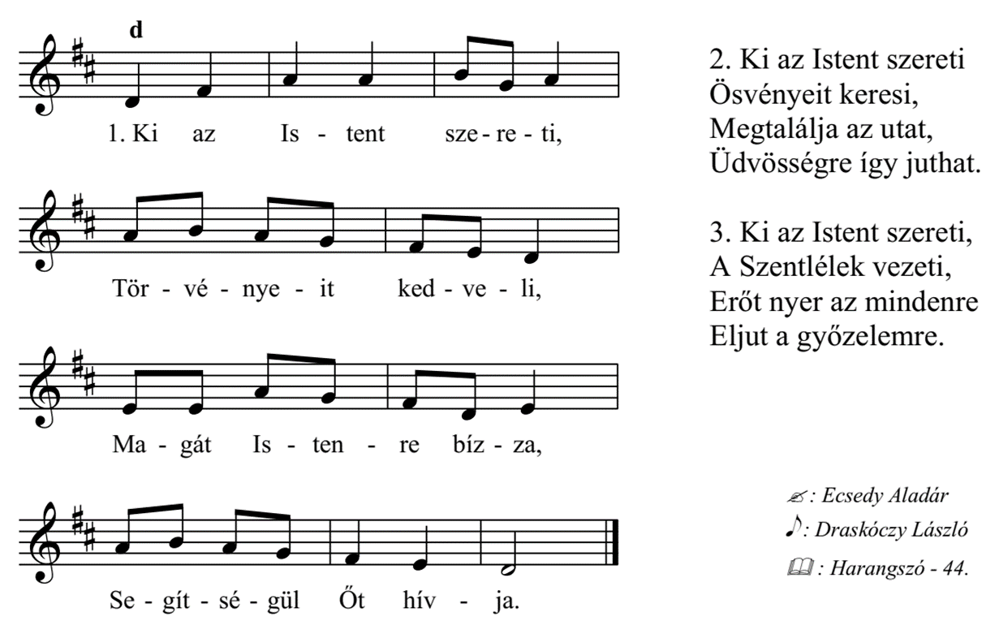 d
1. Ki az Is - tent sze - re - ti,
Tör - vé - nye - it ked - ve - li,
Ma - gát Is - ten - re bíz - za,
Se - gít - sé - gül Őt hív - ja.
2. Ki az Istent szereti
Ösvényeit keresi,
Megtalálja az utat,
Üdvösségre így juthat.
3. Ki az Istent szereti,
A Szentlélek vezeti,
Erőt nyer az mindenre
Eljut a győzelemre.
: Ecsedy Aladár
: Draskóczy László
: Harangszó - 44.